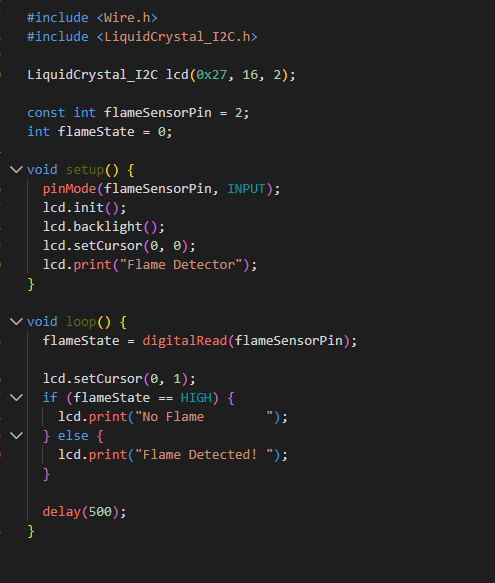 #include <Wire.h>
#include <LiquidCrystal_I2C.h>

LiquidCrystal_I2C lcd(0x27, 16, 2);

const int flameSensorPin = 2;
int flameState = 0;

void setup() {
  pinMode(flameSensorPin, INPUT);
  lcd.init();
  lcd.backlight();
  lcd.setCursor(0, 0);
  lcd.print("Flame Detector");
}

void loop() {
  flameState = digitalRead(flameSensorPin);

  lcd.setCursor(0, 1);
  if (flameState == HIGH) {
    lcd.print("No Flame        ");
  } else {
    lcd.print("Flame Detected! ");
  }

  delay(500);
}